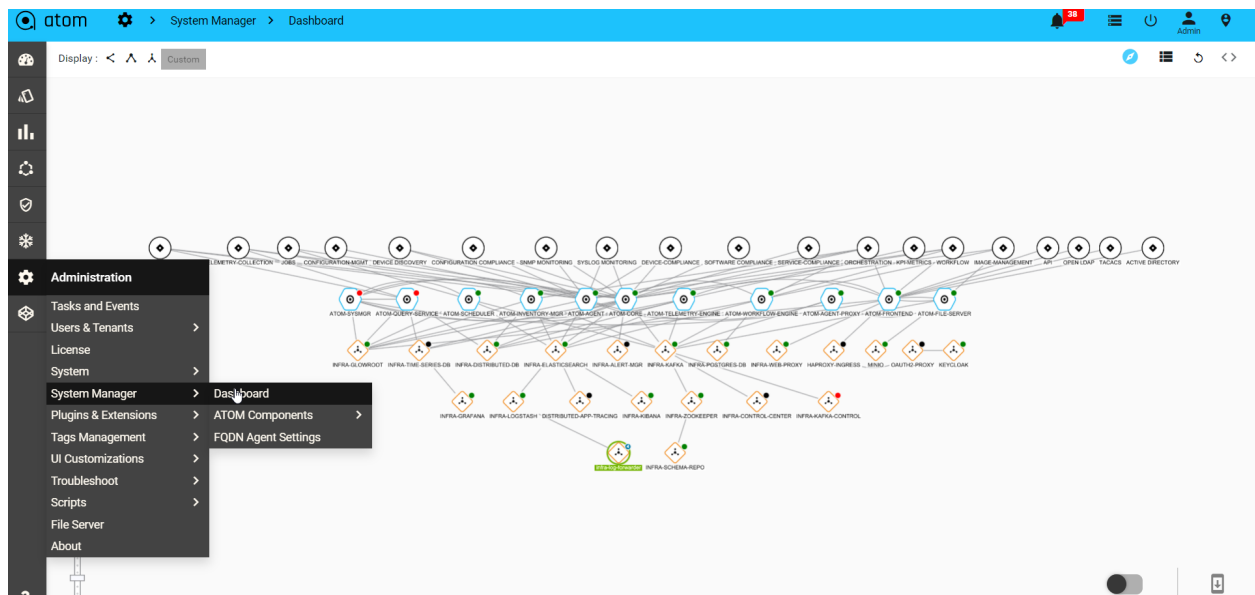 atom > System Manager > Dashboard 38 Admin
Display : Custom
LEMETRY-COLLECTION JOBS CONFIGURATION-MGMT DEVICE DISCOVERY CONFIGURATION COMPLIANCE SNMP MONITORING SYSLOG MONITORING DEVICE-COMPLIANCE SOFTWARE COMPLIANCE SERVICE-COMPLIANCE ORCHESTRATION KPI-METRICS WORKFLOW IMAGE-MANAGEMENT API OPEN LDAP TACACS ACTIVE DIRECTORY
ATOM-SYSMGR ATOM-QUERY-SERVICE ATOM-SCHEDULER ATOM-INVENTORY-MGR ATOM-AGENT ATOM-CORE ATOM-TELEMETRY-ENGINE ATOM-WORKFLOW-ENGINE ATOM-AGENT-PROXY ATOM-FRONTEND ATOM-FILE-SERVER
INFRA-GLOWROOT INFRA-TIME-SERIES-DB INFRA-DISTRIBUTED-DB INFRA-ELASTICSEARCH INFRA-ALERT-MGR INFRA-KAFKA INFRA-POSTGRES-DB INFRA-WEB-PROXY HAPROXY-INGRESS MINIO OAUTH2-PROXY KEYCLOAK
INFRA-GRAFANA INFRA-LOGSTASH DISTRIBUTED-APP-TRACING INFRA-KIBANA INFRA-ZOOKEEPER INFRA-CONTROL-CENTER INFRA-KAFKA-CONTROL
infra-log-forwarder INFRA-SCHEMA-REPO
Administration
Tasks and Events
Users & Tenants
License
System
System Manager
Plugins & Extensions
Tags Management
UI Customizations
Troubleshoot
Scripts
File Server
About
Dashboard
ATOM Components
FQDN Agent Settings